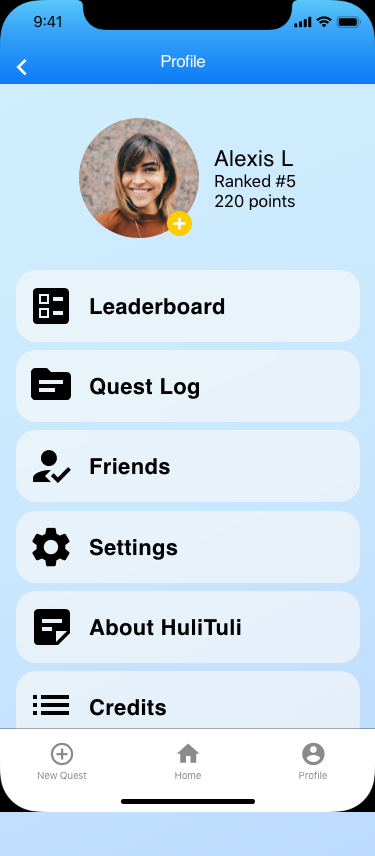 9:41
Profile
Alexis L
Ranked #5
220 points
Leaderboard
Quest Log
Friends
Settings
About HuliTuli
Credits
New Quest
Home
Profile